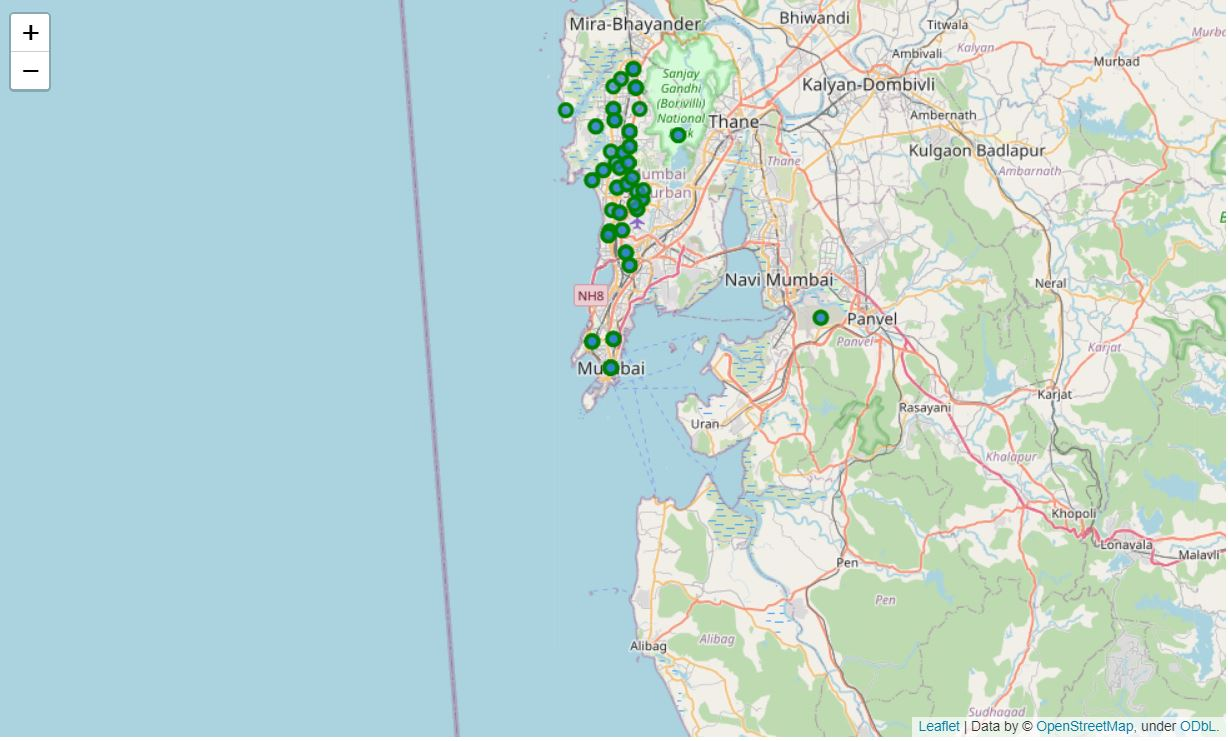 +
−
Mira-Bhayander
Bhiwandi
Titwala
Ambivali
Kalyan
Murbad
Kalyan-Dombivli
Sanjay
Gandhi
(Borivili)
National
Thane
Ambernath
Kulgaon Badlapur
Thane
Ambarnath
Navi Mumbai
NH8
Neral
Panvel
Panvel
Karjat
Karjat
Rasayani
Uran
Khalapur
Khopoli
Lonavala
Malavli
Pen
Pen
Alibag
Alibag
Sudhagad
Leaflet | Data by © OpenStreetMap, under ODbL.